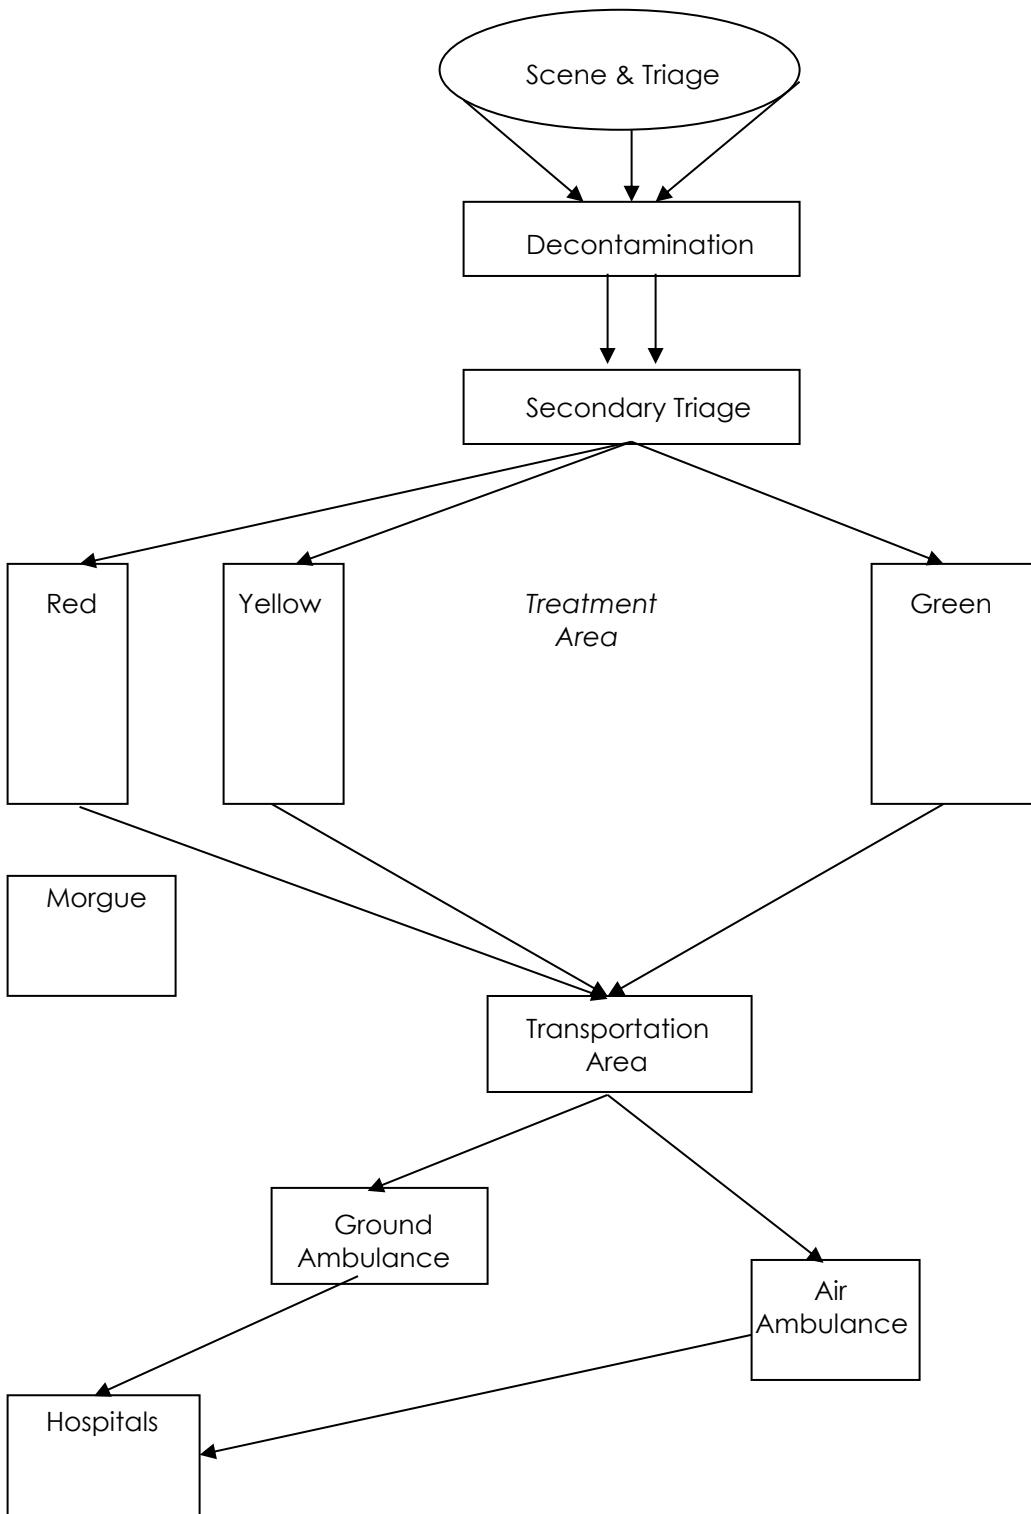 Scene & Triage
Decontamination
Secondary Triage
Red
Yellow
Treatment
Area
Green
Morgue
Transportation
Area
Ground
Ambulance
Air
Ambulance
Hospitals